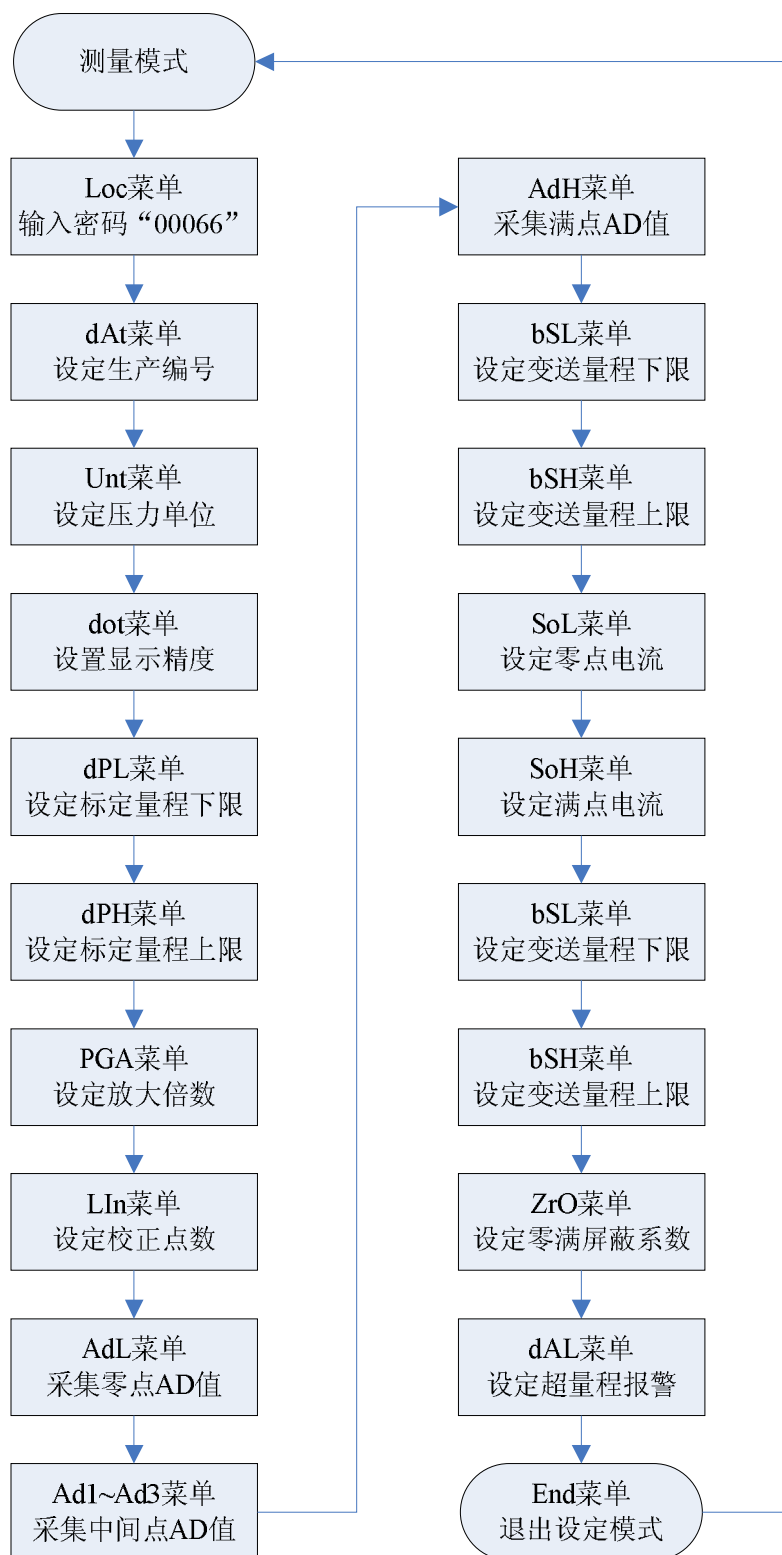 测量模式
Loc菜单
输入密码“00066”
dAt菜单
设定生产编号
Unt菜单
设定压力单位
dot菜单
设置显示精度
dPL菜单
设定标定量程下限
dPH菜单
设定标定量程上限
PGA菜单
设定放大倍数
LIn菜单
设定校正点数
AdL菜单
采集零点AD值
Ad1~Ad3菜单
采集中间点AD值
AdH菜单
采集满点AD值
bSL菜单
设定变送量程下限
bSH菜单
设定变送量程上限
SoL菜单
设定零点电流
SoH菜单
设定满点电流
bSL菜单
设定变送量程下限
bSH菜单
设定变送量程上限
ZrO菜单
设定零满屏蔽系数
dAL菜单
设定超量程报警
End菜单
退出设定模式